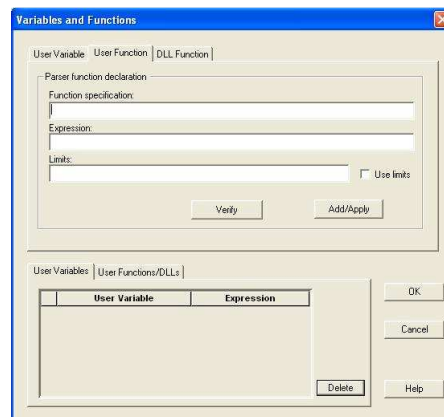 Variables and Functions
User Variable User Function DLL Function
Parser function declaration
Function specification:
Expression:
Limits:
Use limits
Verify Add/Apply
User Variables User Functions/DLLs
User Variable Expression
OK
Cancel
Delete Help